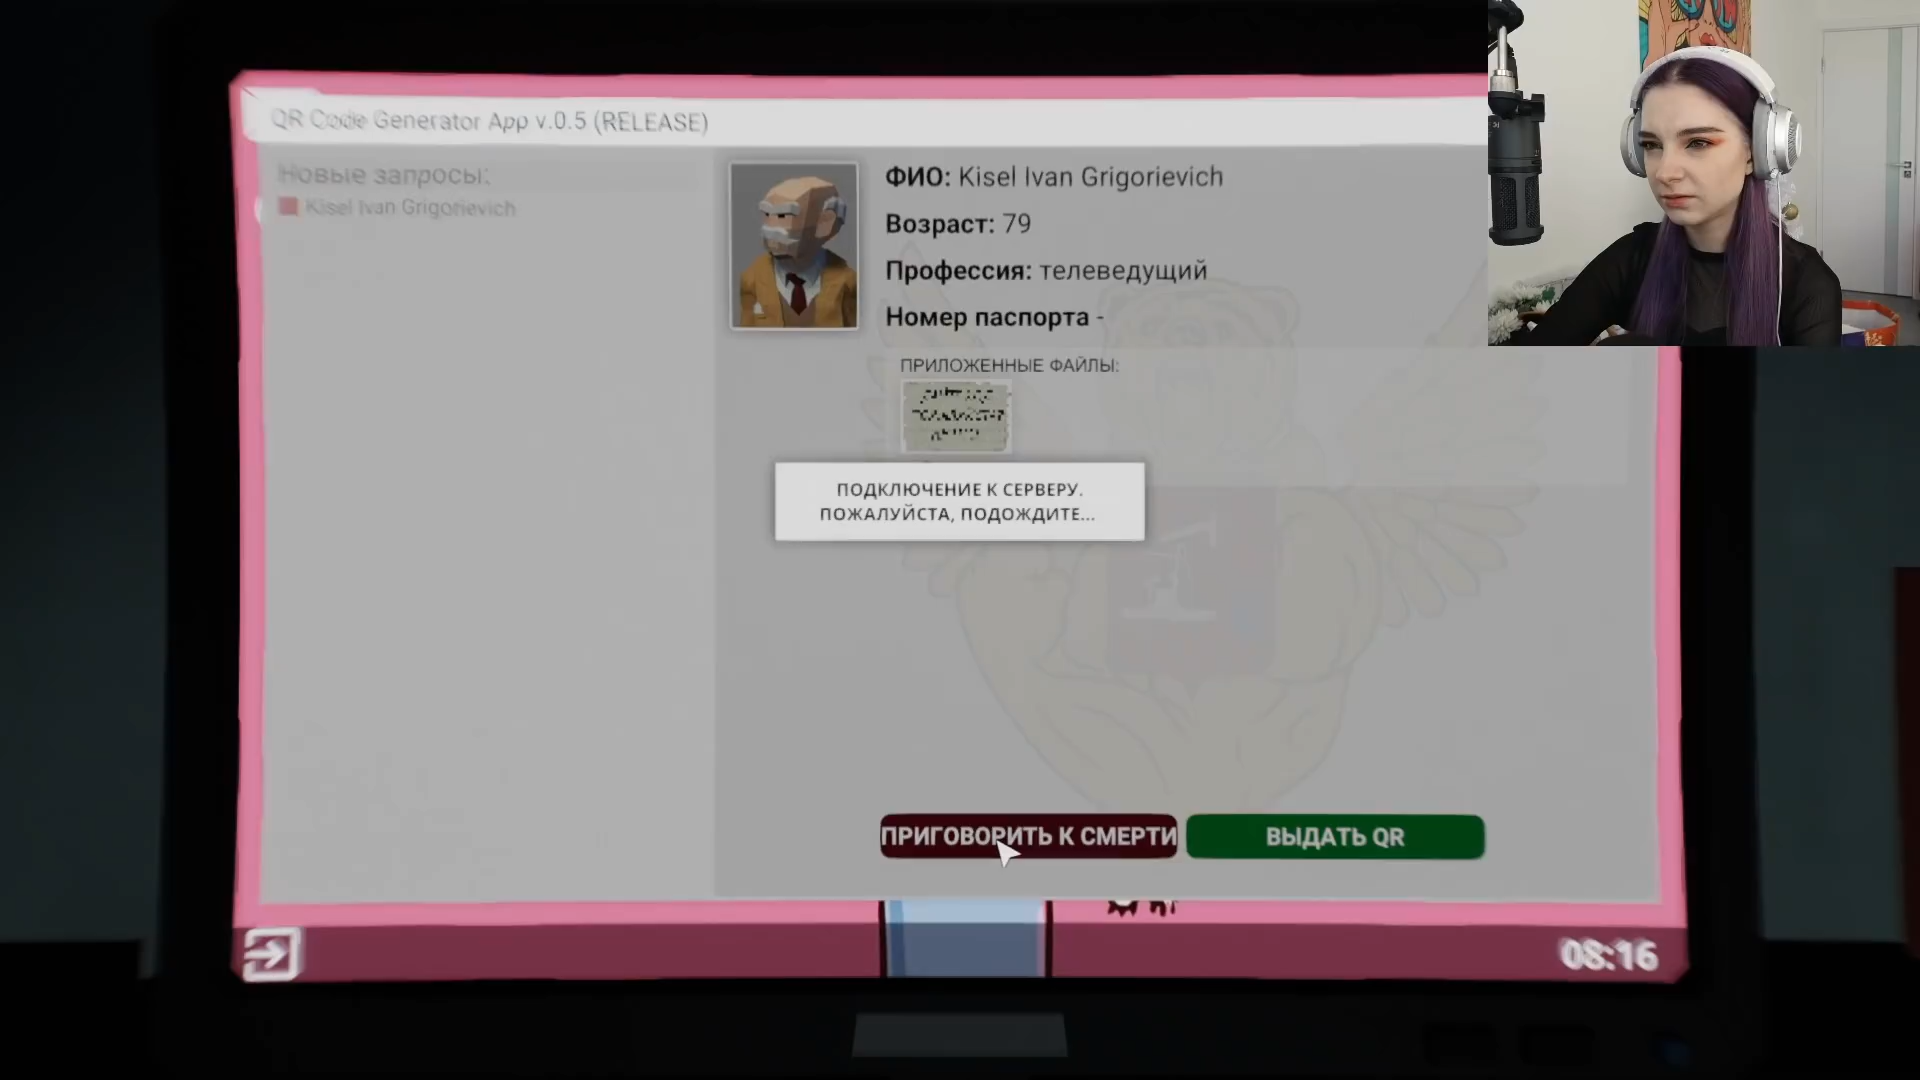 QR Code Generator App v.0.5 (RELEASE)
Новые запросы:
Kisel Ivan Grigorievich
ФИО: Kisel Ivan Grigorievich
Возраст: 79
Профессия: телеведущий
Номер паспорта -
ПРИЛОЖЕННЫЕ ФАЙЛЫ:
ПОДКЛЮЧЕНИЕ К СЕРВЕРУ.
ПОЖАЛУЙСТА, ПОДОЖДИТЕ...
ПРИГОВОРИТЬ К СМЕРТИ
ВЫДАТЬ QR
08:16